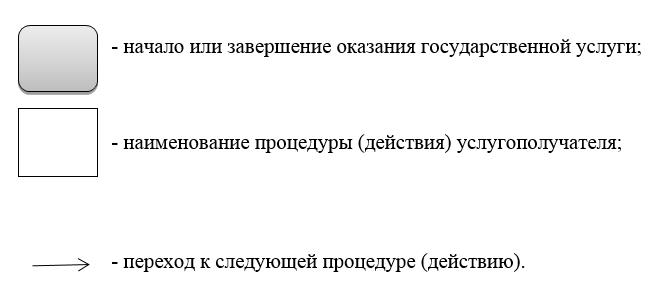 - начало или завершение оказания государственной услуги;
- наименование процедуры (действия) услугополучателя;
- переход к следующей процедуре (действию).